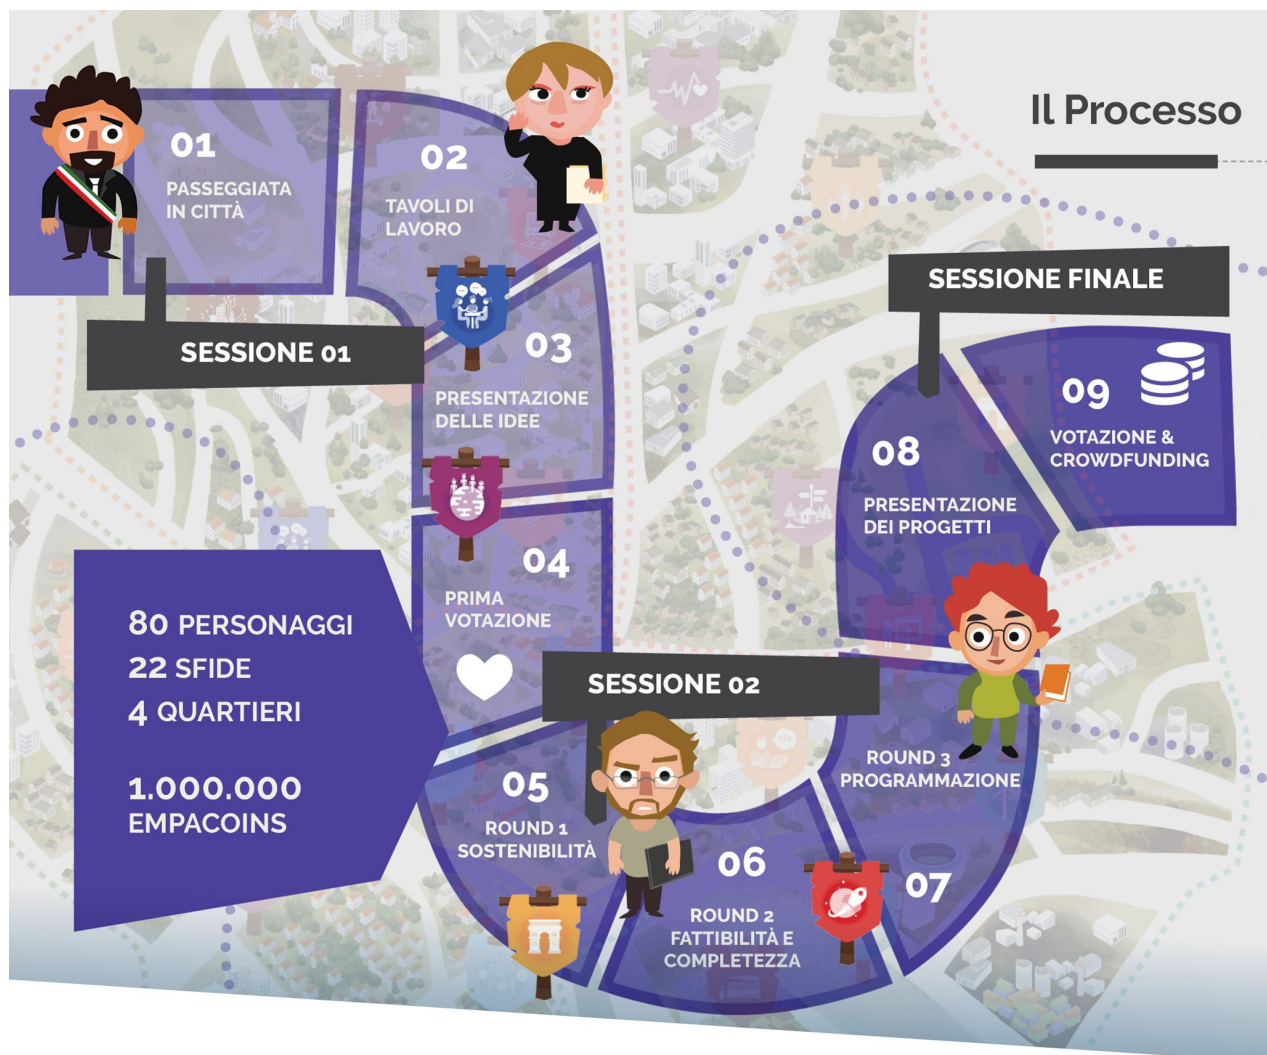 Il Processo
01
PASSEGGIATA
IN CITTÀ
02
TAVOLI DI
LAVORO
SESSIONE 01
03
PRESENTAZIONE
DELLE IDEE
04
PRIMA
VOTAZIONE
80 PERSONAGGI
22 SFIDE
4 QUARTIERI
1.000.000
EMPACOINS
SESSIONE 02
05
ROUND 1
SOSTENIBILITÀ
06
ROUND 2
FATTIBILITÀ E
COMPLETEZZA
ROUND 3
PROGRAMMAZIONE
07
SESSIONE FINALE
08
PRESENTAZIONE
DEI PROGETTI
09
VOTAZIONE &
CROWDFUNDING